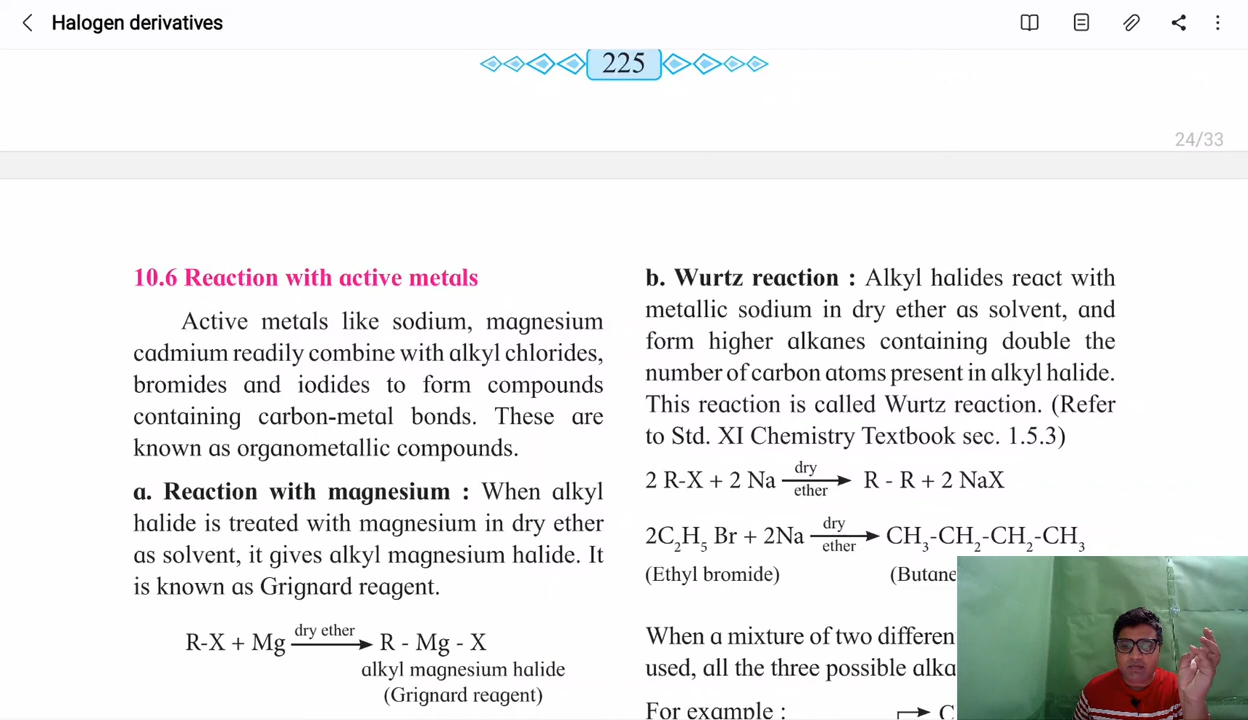 Halogen derivatives
225
24/33
10.6 Reaction with active metals
Active metals like sodium, magnesium
cadmium readily combine with alkyl chlorides,
bromides and iodides to form compounds
containing carbon-metal bonds. These are
known as organometallic compounds.
a. Reaction with magnesium : When alkyl
halide is treated with magnesium in dry ether
as solvent, it gives alkyl magnesium halide. It
is known as Grignard reagent.
R-X + Mg dry ether → R - Mg - X
alkyl magnesium halide
(Grignard reagent)
b. Wurtz reaction : Alkyl halides react with
metallic sodium in dry ether as solvent, and
form higher alkanes containing double the
number of carbon atoms present in alkyl halide.
This reaction is called Wurtz reaction. (Refer
to Std. XI Chemistry Textbook sec. 1.5.3)
2 R-X + 2 Na dry ether → R - R + 2 NaX
2C₂H₅ Br + 2Na dry ether → CH₃-CH₂-CH₂-CH₃
(Ethyl bromide) (Butane
When a mixture of two differen
used, all the three possible alka
For example : → C